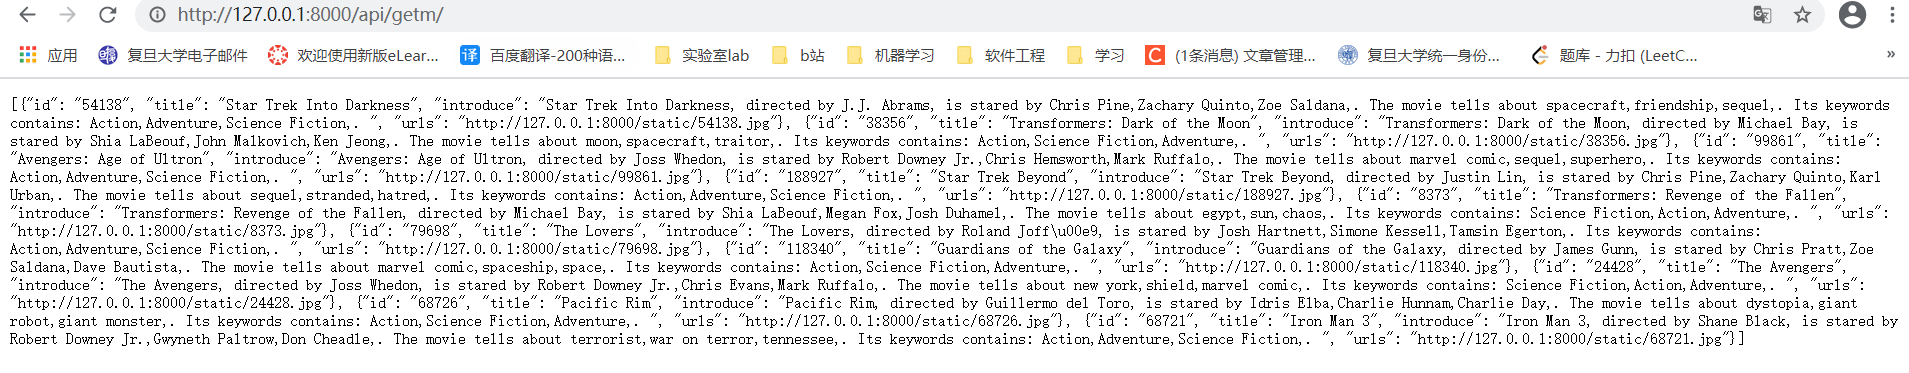 http://127.0.0.1:8000/api/getm/
应用 复旦大学电子邮件 欢迎使用新版eLear... 译 百度翻译-200种语... 实验室lab b站 机器学习 软件工程 学习 C (1条消息) 文章管理... 复旦大学统一身份... 题库 - 力扣 (LeetC... »
[{"id": "54138", "title": "Star Trek Into Darkness", "introduce": "Star Trek Into Darkness, directed by J.J. Abrams, is stared by Chris Pine,Zachary Quinto,Zoe Saldana,. The movie tells about spacecraft,friendship,sequel,. Its keywords
contains: Action,Adventure,Science Fiction,. ", "urls": "http://127.0.0.1:8000/static/54138.jpg"}, {"id": "38356", "title": "Transformers: Dark of the Moon", "introduce": "Transformers: Dark of the Moon, directed by Michael Bay, is
stared by Shia LaBeouf,John Malkovich,Ken Jeong,. The movie tells about moon,spacecraft,traitor,. Its keywords contains: Action,Science Fiction,Adventure,. ", "urls": "http://127.0.0.1:8000/static/38356.jpg"}, {"id": "99861", "title":
"Avengers: Age of Ultron", "introduce": "Avengers: Age of Ultron, directed by Joss Whedon, is stared by Robert Downey Jr.,Chris Hemsworth,Mark Ruffalo,. The movie tells about marvel comic,sequel,superhero,. Its keywords contains:
Action,Adventure,Science Fiction,. ", "urls": "http://127.0.0.1:8000/static/99861.jpg"}, {"id": "188927", "title": "Star Trek Beyond", "introduce": "Star Trek Beyond, directed by Justin Lin, is stared by Chris Pine,Zachary Quinto,Karl
Urban,. The movie tells about sequel,stranded,hatred,. Its keywords contains: Action,Adventure,Science Fiction,. ", "urls": "http://127.0.0.1:8000/static/188927.jpg"}, {"id": "8373", "title": "Transformers: Revenge of the Fallen",
"introduce": "Transformers: Revenge of the Fallen, directed by Michael Bay, is stared by Shia LaBeouf,Megan Fox,Josh Duhamel,. The movie tells about egypt,sun,chaos,. Its keywords contains: Science Fiction,Action,Adventure,. ", "urls":
"http://127.0.0.1:8000/static/8373.jpg"}, {"id": "79698", "title": "The Lovers", "introduce": "The Lovers, directed by Roland Joff\u00e9, is stared by Josh Hartnett,Simone Kessell,Tamsin Egerton,. Its keywords contains:
Action,Adventure,Science Fiction,. ", "urls": "http://127.0.0.1:8000/static/79698.jpg"}, {"id": "118340", "title": "Guardians of the Galaxy", "introduce": "Guardians of the Galaxy, directed by James Gunn, is stared by Chris Pratt,Zoe
Saldana,Dave Bautista,. The movie tells about marvel comic,spaceship,space,. Its keywords contains: Action,Science Fiction,Adventure,. ", "urls": "http://127.0.0.1:8000/static/118340.jpg"}, {"id": "24428", "title": "The Avengers",
"introduce": "The Avengers, directed by Joss Whedon, is stared by Robert Downey Jr.,Chris Evans,Mark Ruffalo,. The movie tells about new york,shield,marvel comic,. Its keywords contains: Science Fiction,Action,Adventure,. ", "urls":
"http://127.0.0.1:8000/static/24428.jpg"}, {"id": "68726", "title": "Pacific Rim", "introduce": "Pacific Rim, directed by Guillermo del Toro, is stared by Idris Elba,Charlie Hunnam,Charlie Day,. The movie tells about dystopia,giant
robot,giant monster,. Its keywords contains: Action,Science Fiction,Adventure,. ", "urls": "http://127.0.0.1:8000/static/68726.jpg"}, {"id": "68721", "title": "Iron Man 3", "introduce": "Iron Man 3, directed by Shane Black, is stared by
Robert Downey Jr.,Gwyneth Paltrow,Don Cheadle,. The movie tells about terrorist,war on terror,tennessee,. Its keywords contains: Action,Adventure,Science Fiction,. ", "urls": "http://127.0.0.1:8000/static/68721.jpg"}]